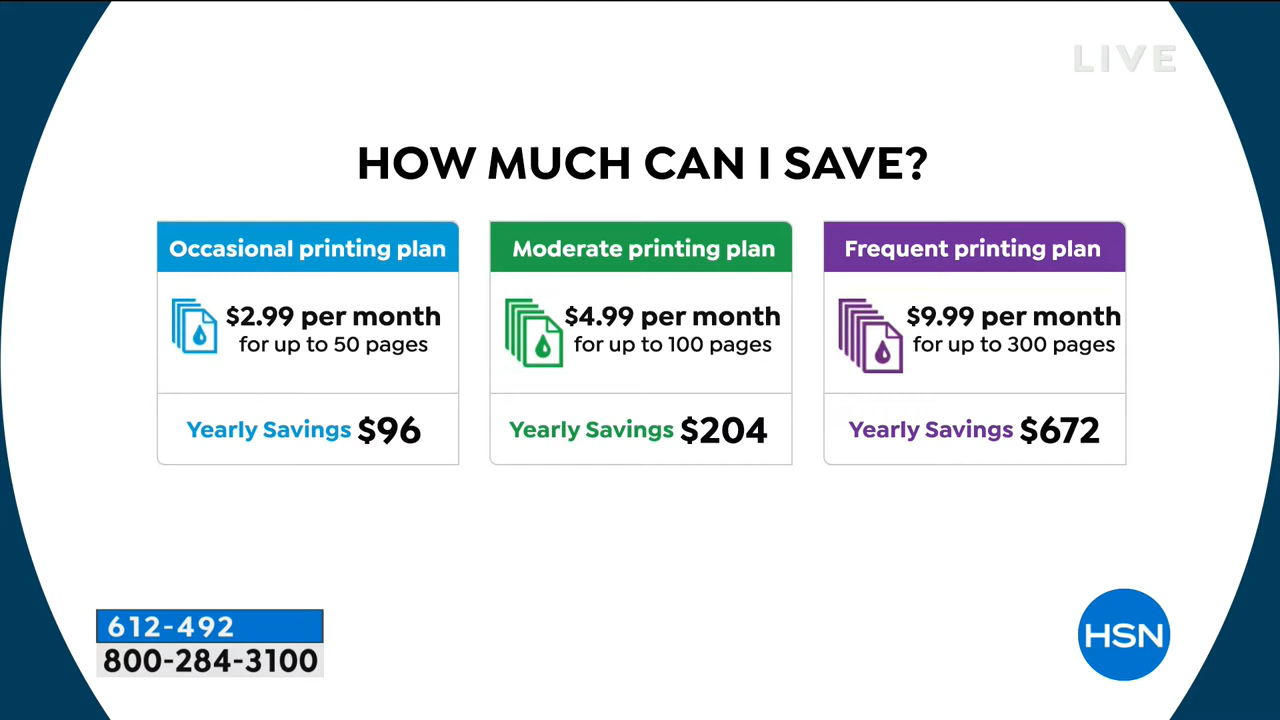 LIVE
HOW MUCH CAN I SAVE?
Occasional printing plan
$2.99 per month
for up to 50 pages
Yearly Savings $96
Moderate printing plan
$4.99 per month
for up to 100 pages
Yearly Savings $204
Frequent printing plan
$9.99 per month
for up to 300 pages
Yearly Savings $672
612-492
800-284-3100
HSN